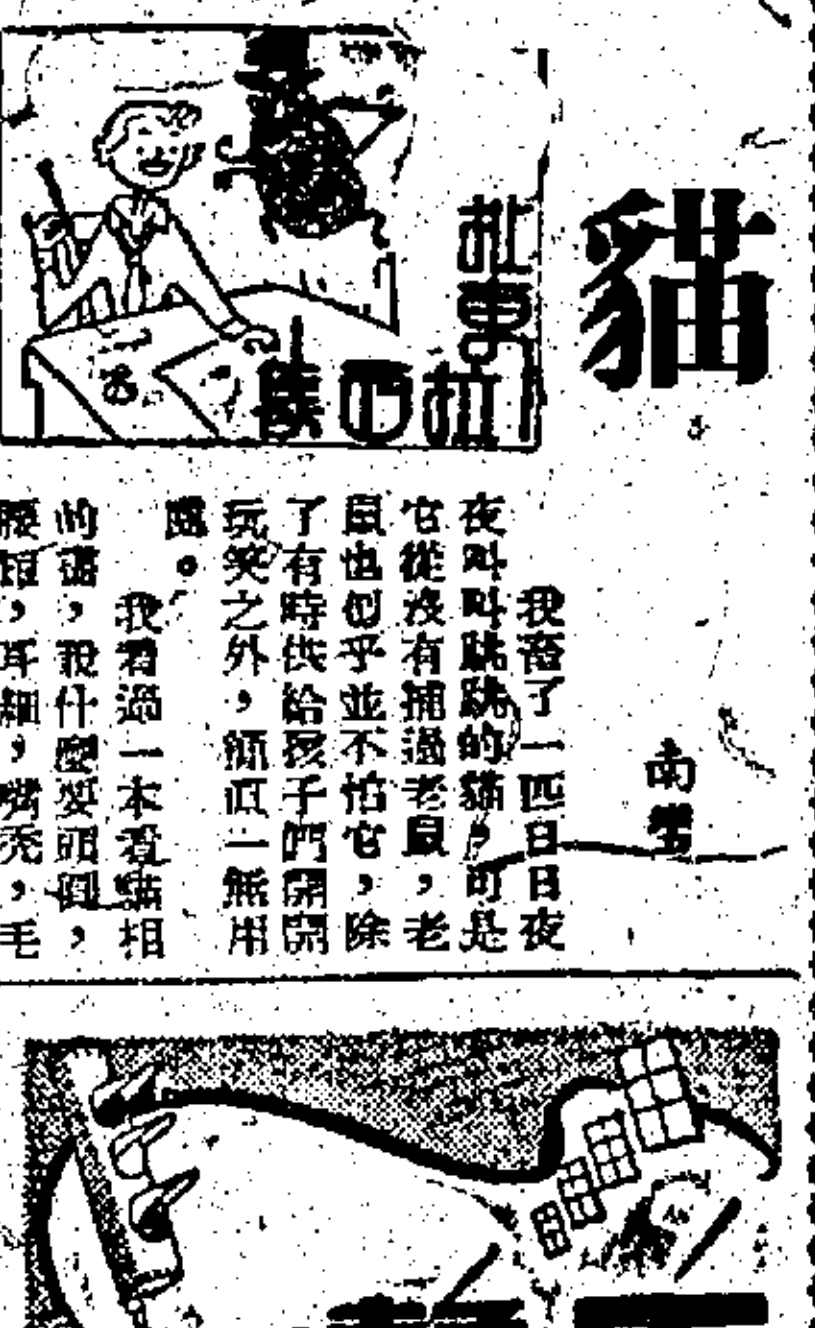 貓
南
我畜了一匹日日夜
夜叫叫跳跳的貓，可是
它從沒有捕過老鼠，老
鼠也似乎並不怕它，除
了有時供給孩子們開開
玩笑之外，簡直一無用
處。
我看過一本看貓相
的書，說什麼要頭圓，
腰短，耳細，嘴禿，毛